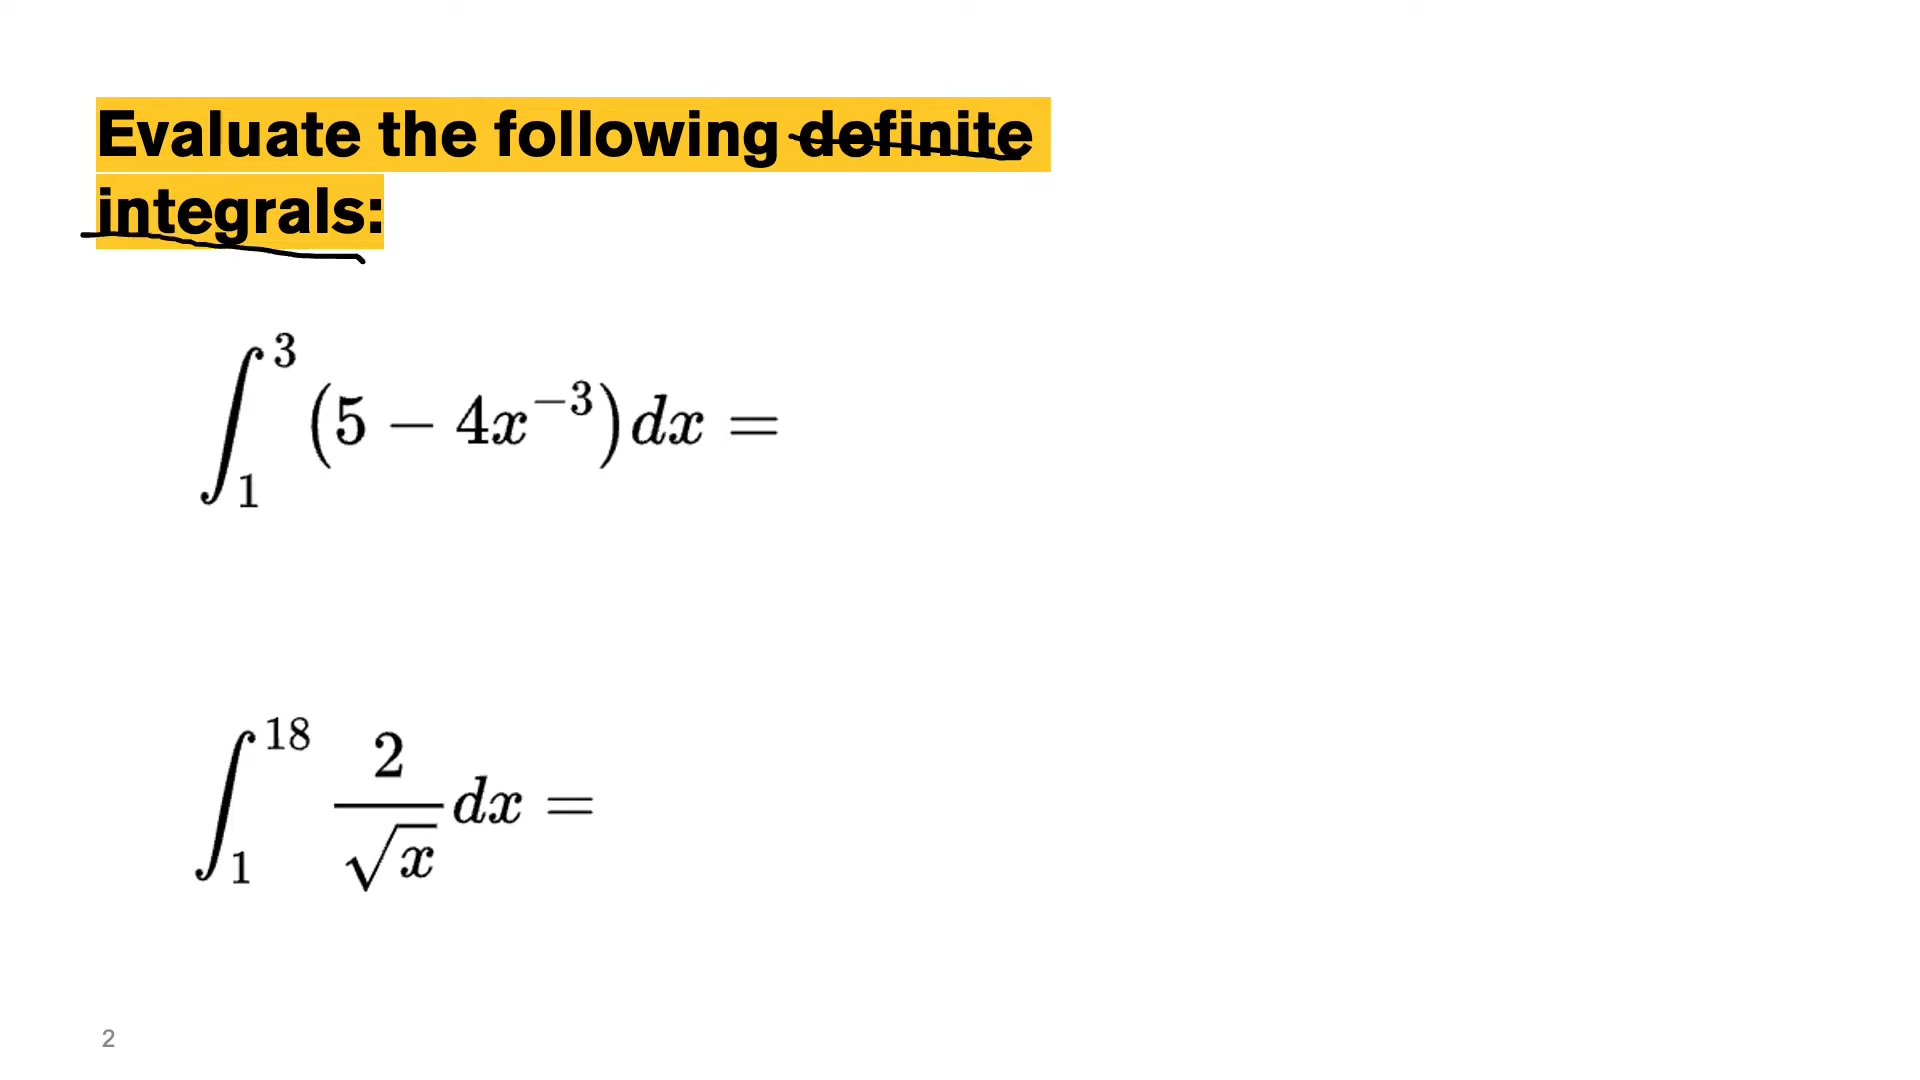 Evaluate the following definite
integrals:
∫₁³ (5 − 4x⁻³) dx =
∫₁¹⁸ 2/√x dx =
2